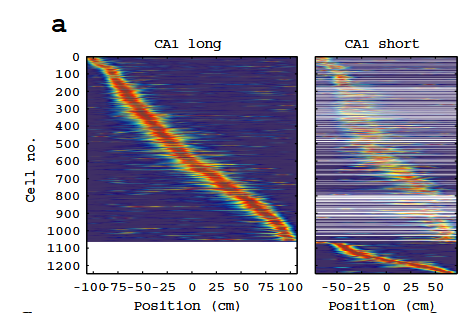 a
CA1 long
CA1 short
Cell no.
0
100
200
300
400
500
600
700
800
900
1000
1100
1200
-100 -75 -50 -25 0 25 50 75 100
-50 -25 0 25 50
Position (cm)
Position (cm)